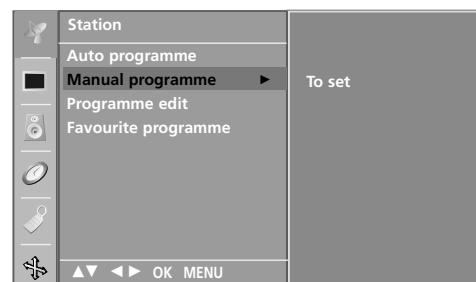 Station
Auto programme
Manual programme ►
To set
Programme edit
Favourite programme
▲▼ ◄► OK MENU